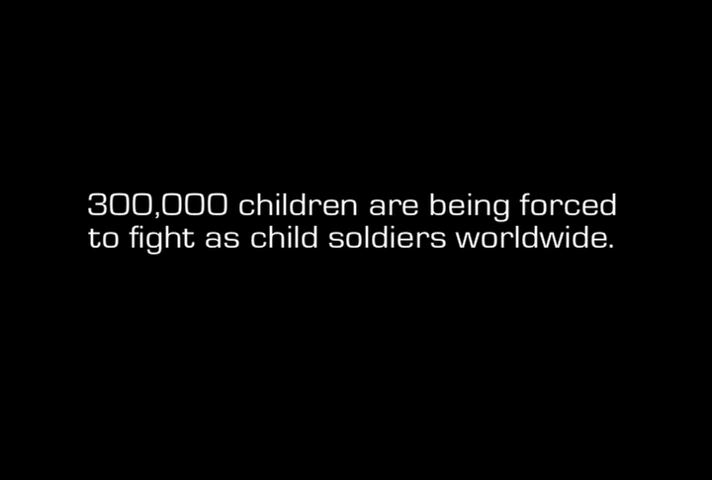 300,000 children are being forced
to fight as child soldiers worldwide.